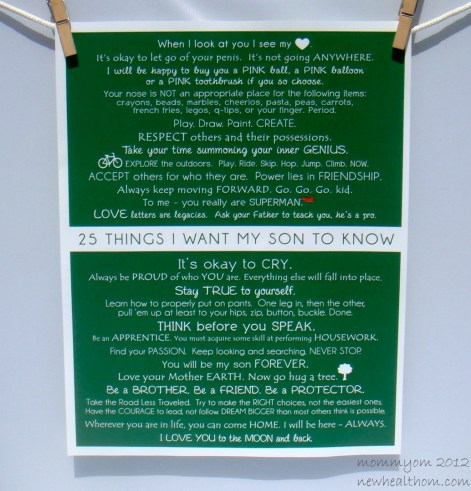 When I look at you I see my
It's okay to let go of your penis. It's not going ANYWHERE.
I will be happy to buy you a PINK ball, a PINK balloon
or a PINK toothbrush if you so choose.
Your nose is NOT an appropriate place for the following items:
crayons, beads, marbles, cheerios, pasta, peas, carrots,
french fries, legos, q-tips, or your finger. Period.
Play. Draw. Paint. CREATE.
RESPECT others and their possessions.
Take your time summoning your inner GENIUS.
EXPLORE the outdoors. Play. Ride. Skip. Hop. Jump. Climb. NOW.
ACCEPT others for who they are. Power lies in FRIENDSHIP.
Always keep moving FORWARD. Go. Go. Go. kid.
To me - you really are SUPERMAN.
LOVE letters are legacies. Ask your Father to teach you, he's a pro.
25 THINGS I WANT MY SON TO KNOW
It's okay to CRY.
Always be PROUD of who YOU are. Everything else will fall into place.
Stay TRUE to yourself.
Learn how to properly put on pants. One leg in, then the other,
pull 'em up at least to your hips, zip, button, buckle. Done.
THINK before you SPEAK.
Be an APPRENTICE. You must acquire some skill at performing HOUSEWORK.
Find your PASSION. Keep looking and searching. NEVER STOP.
You will be my son FOREVER.
Love your Mother EARTH. Now go hug a tree.
Be a BROTHER. Be a FRIEND. Be a PROTECTOR.
Take the Road Less Traveled. Try to make the RIGHT choices, not the easiest ones.
Have the COURAGE to lead, not follow. DREAM BIGGER than most others think is possible.
Wherever you are in life, you can come HOME. I will be here - ALWAYS.
I LOVE YOU to the MOON and back
mommyom 2012
newhealthom.com